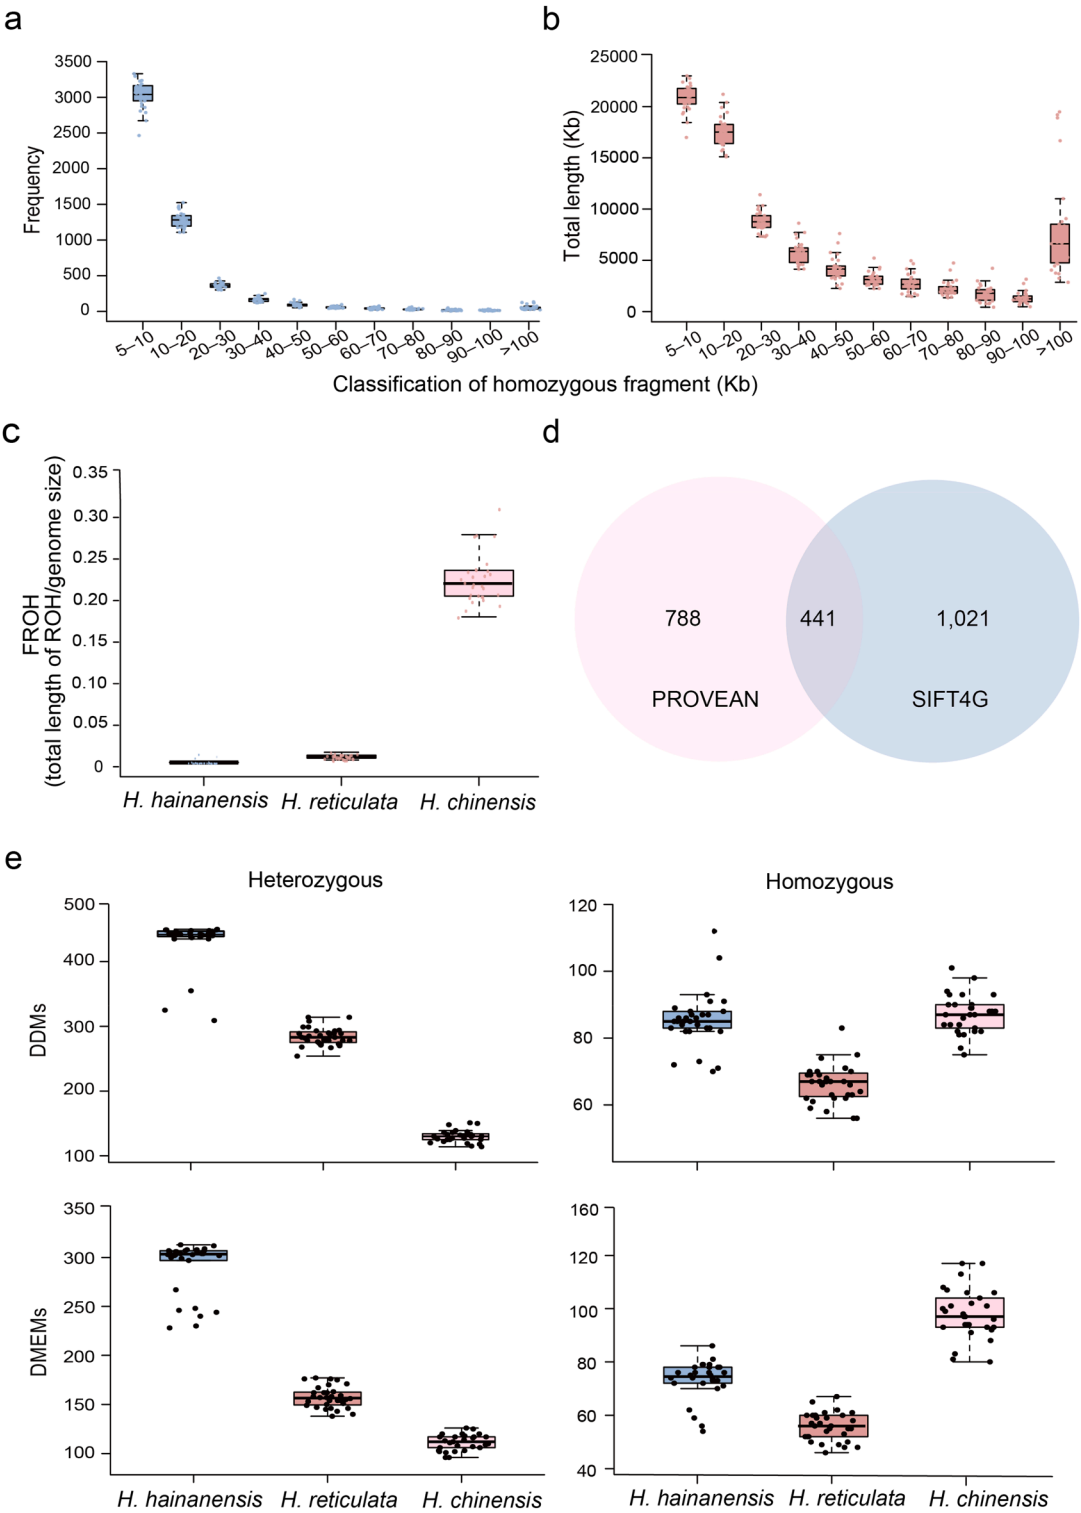 a
3500
3000
2500
2000
1500
1000
500
0
Frequency
5–10
10–20
20–30
30–40
40–50
50–60
60–70
70–80
80–90
90–100
>100
b
25000
20000
15000
10000
5000
0
Total length (Kb)
5–10
10–20
20–30
30–40
40–50
50–60
60–70
70–80
80–90
90–100
>100
Classification of homozygous fragment (Kb)
c
0.35
0.30
0.25
0.20
0.15
0.10
0.05
0
FROH
(total length of ROH/genome size)
H. hainanensis
H. reticulata
H. chinensis
d
788
441
1,021
PROVEAN
SIFT4G
e
Heterozygous
Homozygous
500
400
300
200
100
DDMs
120
100
80
60
350
300
250
200
150
100
DMEMs
160
120
100
80
60
40
H. hainanensis
H. reticulata
H. chinensis
H. hainanensis
H. reticulata
H. chinensis